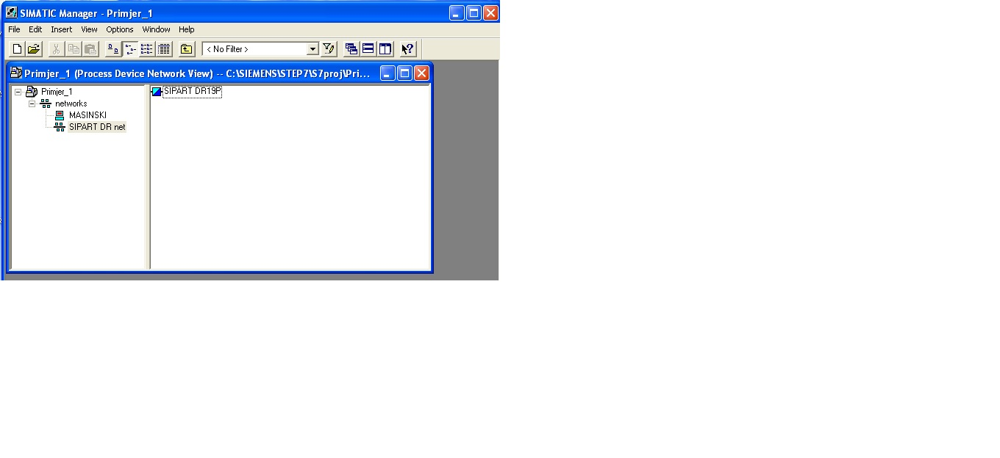 SIMATIC Manager - Primjer_1
File Edit Insert View Options Window Help
< No Filter >
Primjer_1 (Process Device Network View) -- C:\SIEMENS\STEP7\S7proj\Pri...
Primjer_1
networks
MASINSKI
SIPART DR net
SIPART DR19P